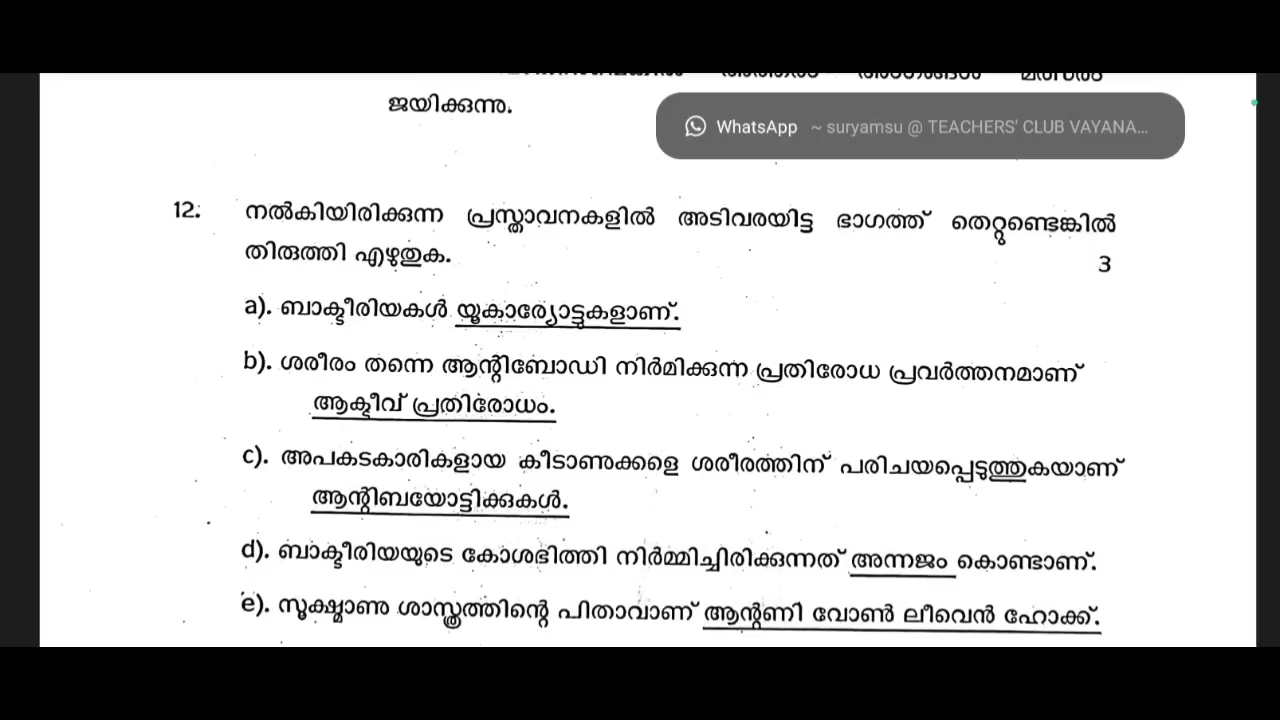 ജയിക്കുന്നു.
WhatsApp ~ suryamsu @ TEACHERS' CLUB VAYANA...
12. നൽകിയിരിക്കുന്ന പ്രസ്താവനകളിൽ അടിവരയിട്ട ഭാഗത്ത് തെറ്റുണ്ടെങ്കിൽ
തിരുത്തി എഴുതുക.
3
a). ബാക്ടീരിയകൾ യൂകാര്യോട്ടുകളാണ്.
b). ശരീരം തന്നെ ആന്റിബോഡി നിർമിക്കുന്ന പ്രതിരോധ പ്രവർത്തനമാണ്
ആക്ടീവ് പ്രതിരോധം.
c). അപകടകാരികളായ കീടാണുക്കളെ ശരീരത്തിന് പരിചയപ്പെടുത്തുകയാണ്
ആന്റിബയോട്ടിക്കുകൾ.
d). ബാക്ടീരിയയുടെ കോശഭിത്തി നിർമ്മിച്ചിരിക്കുന്നത് അന്നജം കൊണ്ടാണ്.
e). സൂക്ഷ്മാണു ശാസ്ത്രത്തിന്റെ പിതാവാണ് ആന്റണി വോൺ ലീവെൻ ഹോക്ക്.